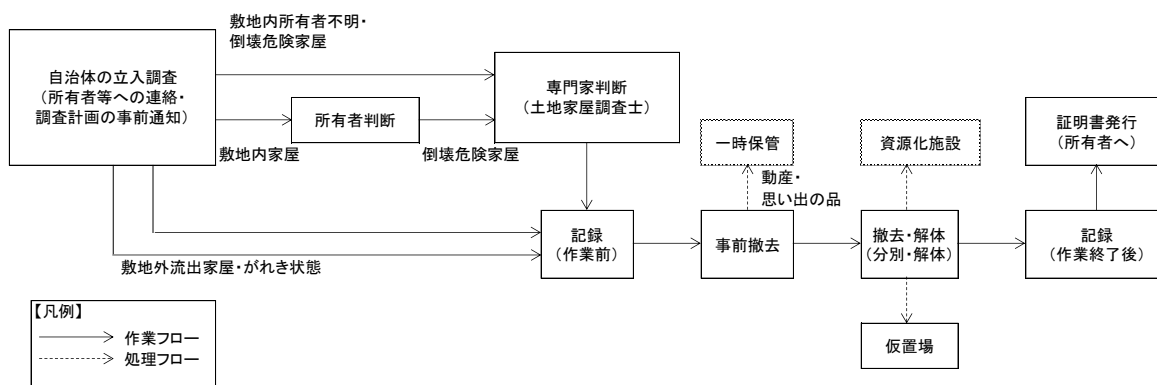 敷地内所有者不明・
倒壊危険家屋
自治体の立入調査
（所有者等への連絡・
調査計画の事前通知）
専門家判断
（土地家屋調査士）
所有者判断
敷地内家屋
倒壊危険家屋
一時保管
資源化施設
証明書発行
（所有者へ）
動産・
思い出の品
記録
（作業前）
事前撤去
撤去・解体
（分別・解体）
記録
（作業終了後）
敷地外流出家屋・がれき状態
仮置場
【凡例】
作業フロー
処理フロー